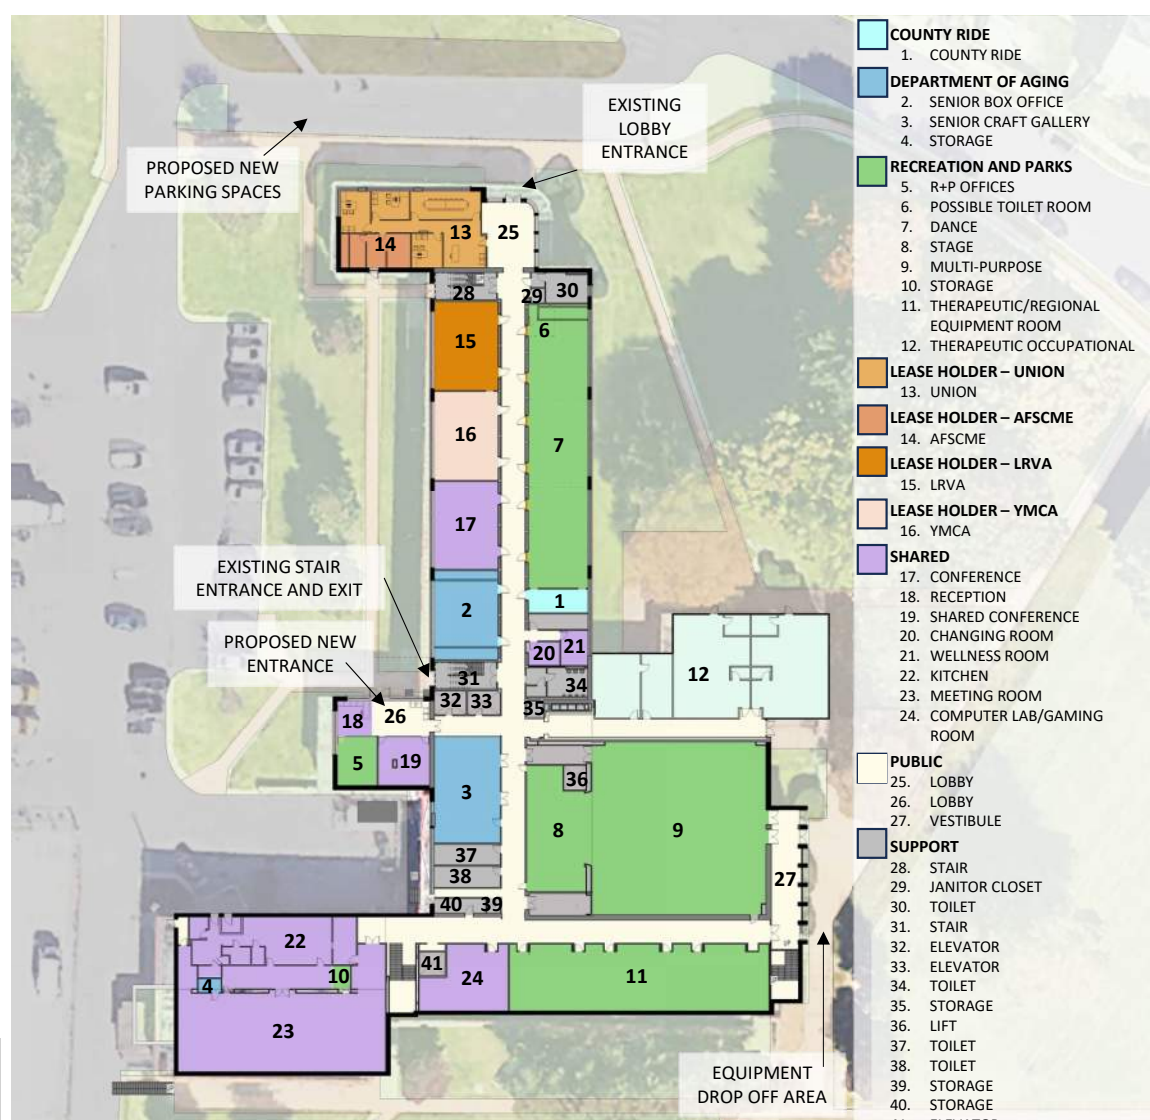 EXISTING
LOBBY
ENTRANCE
PROPOSED NEW
PARKING SPACES
13
14
25
28
29
30
6
15
16
7
17
EXISTING STAIR
ENTRANCE AND EXIT
2
1
PROPOSED NEW
ENTRANCE
20
21
31
32
33
34
35
12
18
26
5
19
3
36
8
9
37
38
27
40
39
22
41
24
11
10
4
23
EQUIPMENT
DROP OFF AREA
COUNTY RIDE
1. COUNTY RIDE
DEPARTMENT OF AGING
2. SENIOR BOX OFFICE
3. SENIOR CRAFT GALLERY
4. STORAGE
RECREATION AND PARKS
5. R+P OFFICES
6. POSSIBLE TOILET ROOM
7. DANCE
8. STAGE
9. MULTI-PURPOSE
10. STORAGE
11. THERAPEUTIC/REGIONAL
EQUIPMENT ROOM
12. THERAPEUTIC OCCUPATIONAL
LEASE HOLDER – UNION
13. UNION
LEASE HOLDER – AFSCME
14. AFSCME
LEASE HOLDER – LRVA
15. LRVA
LEASE HOLDER – YMCA
16. YMCA
SHARED
17. CONFERENCE
18. RECEPTION
19. SHARED CONFERENCE
20. CHANGING ROOM
21. WELLNESS ROOM
22. KITCHEN
23. MEETING ROOM
24. COMPUTER LAB/GAMING
ROOM
PUBLIC
25. LOBBY
26. LOBBY
27. VESTIBULE
SUPPORT
28. STAIR
29. JANITOR CLOSET
30. TOILET
31. STAIR
32. ELEVATOR
33. ELEVATOR
34. TOILET
35. STORAGE
36. LIFT
37. TOILET
38. TOILET
39. STORAGE
40. STORAGE